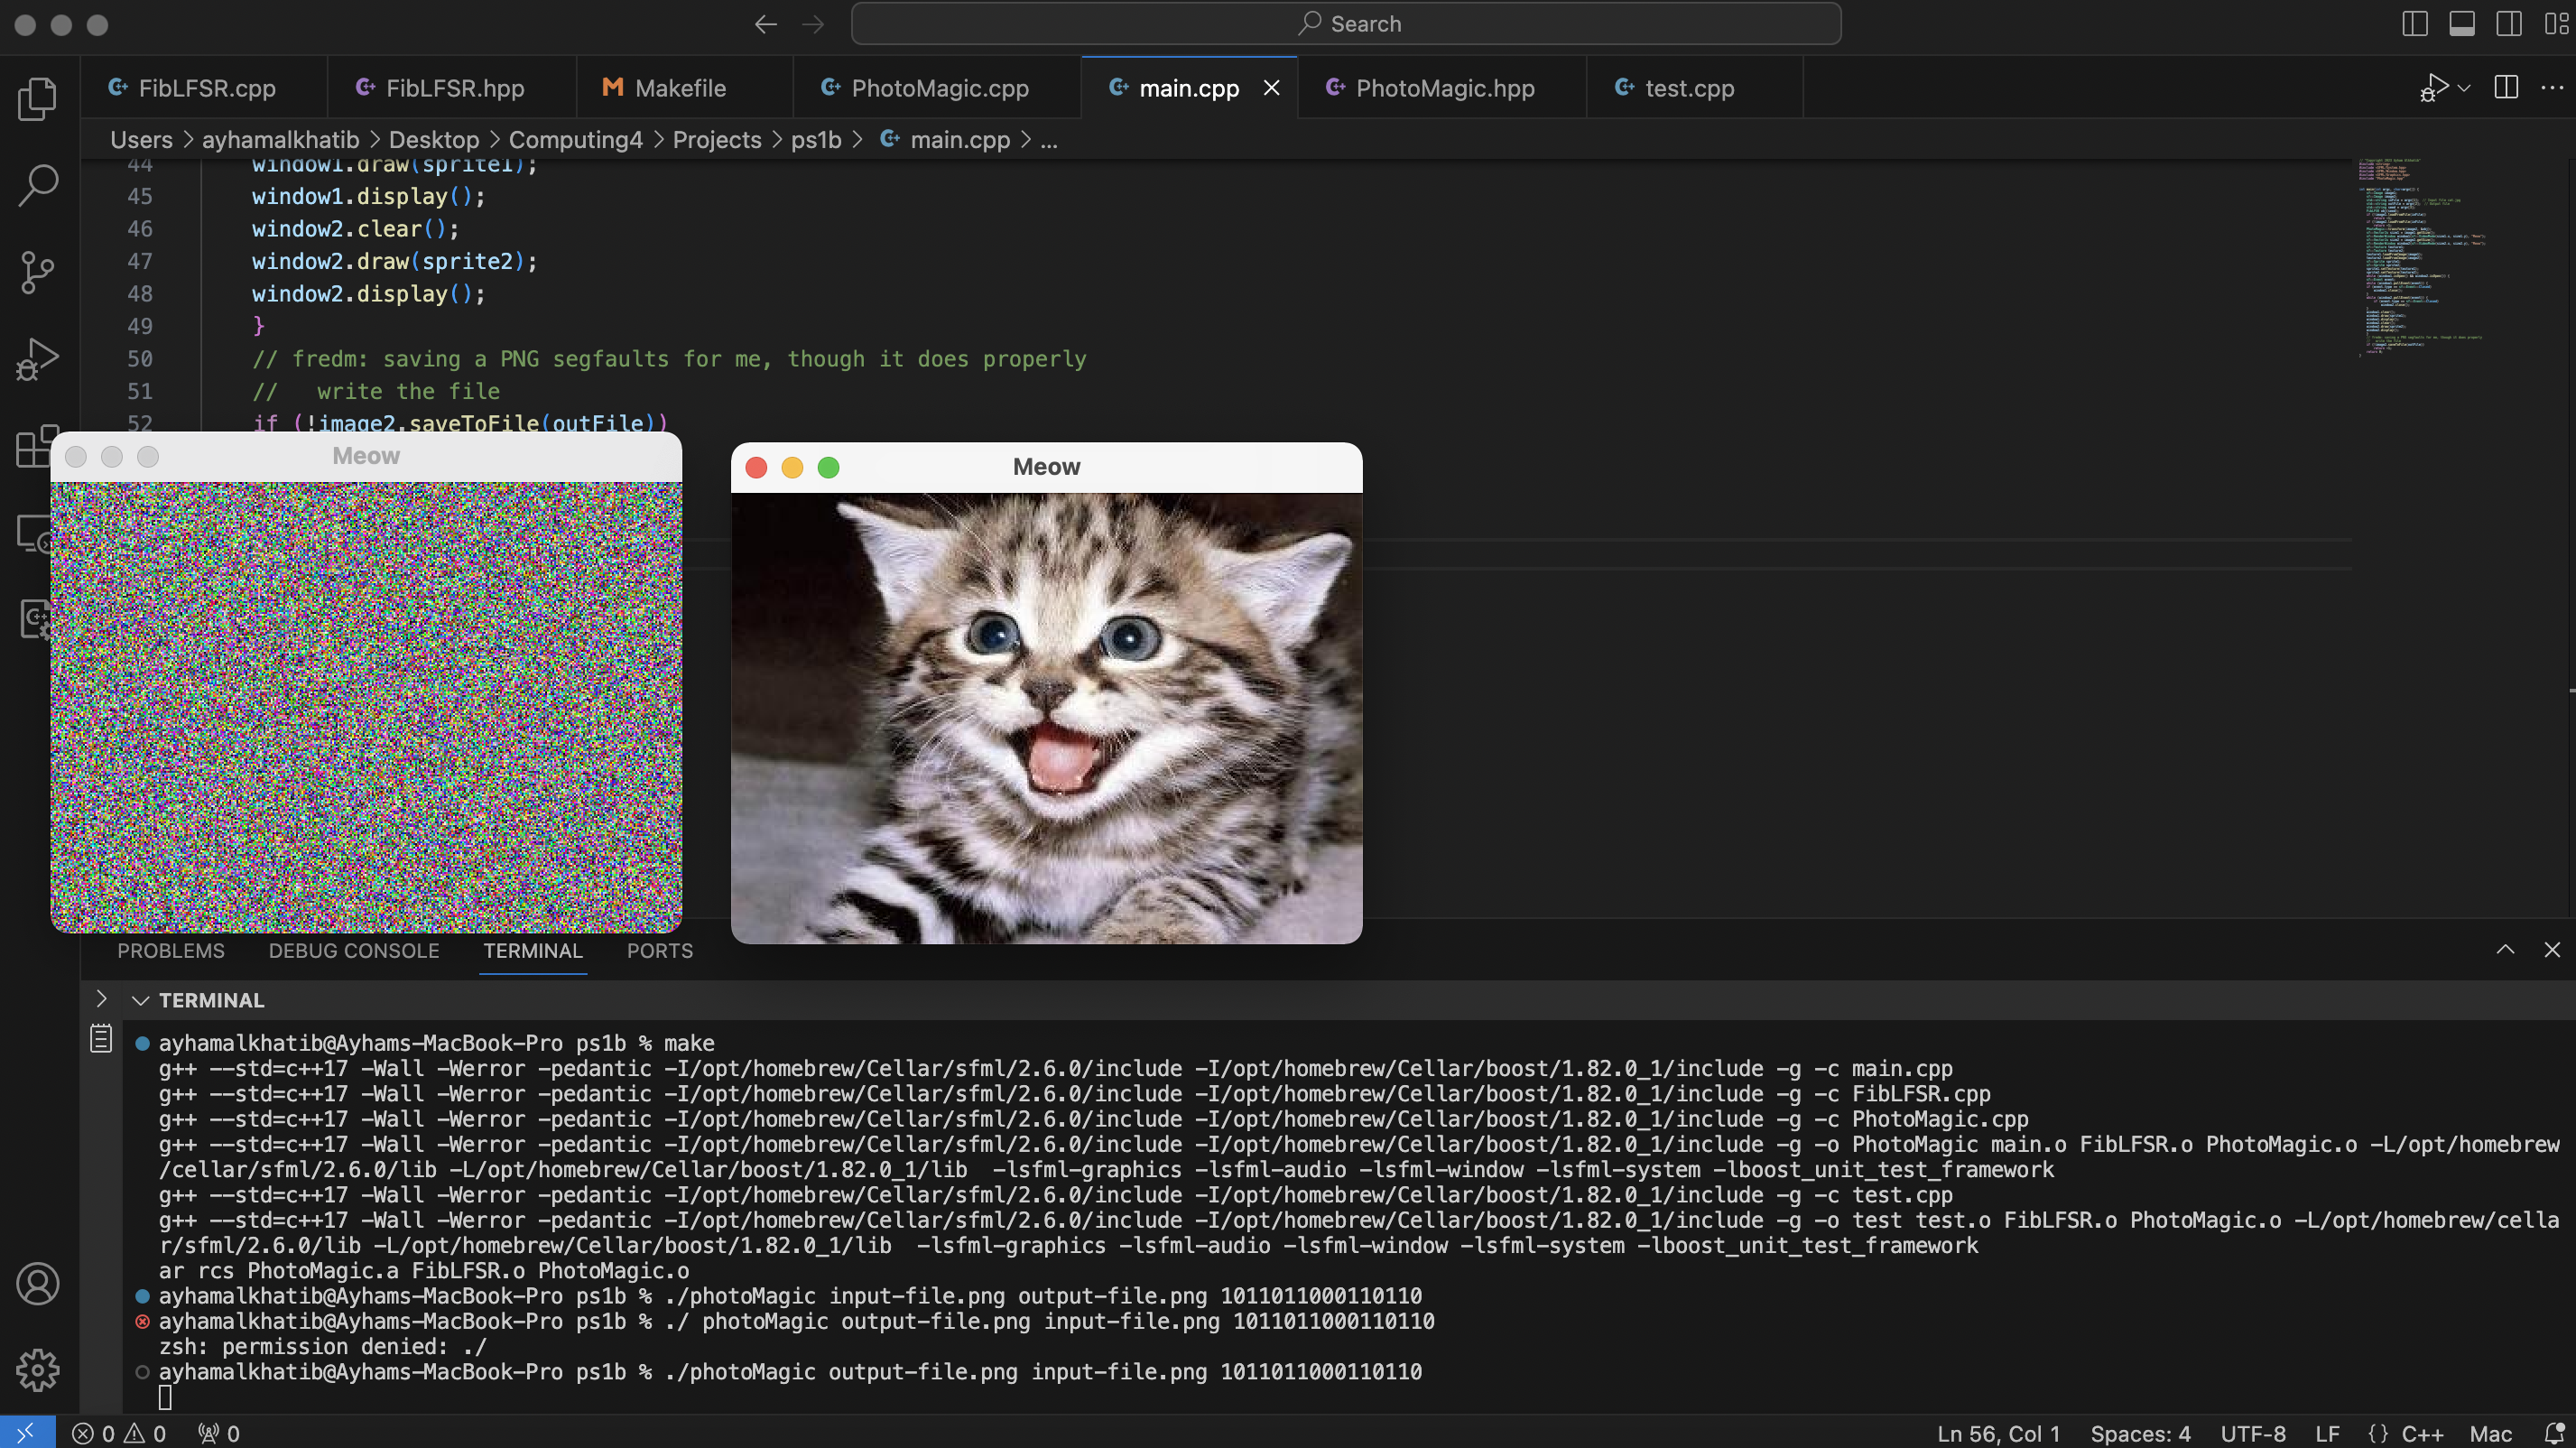 Search
FibLFSR.cpp
FibLFSR.hpp
Makefile
PhotoMagic.cpp
main.cpp
PhotoMagic.hpp
test.cpp
Users > ayhamalkhatib > Desktop > Computing4 > Projects > ps1b > main.cpp > ...
44 window1.draw(sprite1);
45 window1.display();
46 window2.clear();
47 window2.draw(sprite2);
48 window2.display();
49 }
50 // fredm: saving a PNG segfaults for me, though it does properly
51 //   write the file
52 if (!image2.saveToFile(outFile))
Meow
Meow
PROBLEMS DEBUG CONSOLE TERMINAL PORTS
TERMINAL
ayhamalkhatib@Ayhams-MacBook-Pro ps1b % make
g++ --std=c++17 -Wall -Werror -pedantic -I/opt/homebrew/Cellar/sfml/2.6.0/include -I/opt/homebrew/Cellar/boost/1.82.0_1/include -g -c main.cpp
g++ --std=c++17 -Wall -Werror -pedantic -I/opt/homebrew/Cellar/sfml/2.6.0/include -I/opt/homebrew/Cellar/boost/1.82.0_1/include -g -c FibLFSR.cpp
g++ --std=c++17 -Wall -Werror -pedantic -I/opt/homebrew/Cellar/sfml/2.6.0/include -I/opt/homebrew/Cellar/boost/1.82.0_1/include -g -c PhotoMagic.cpp
g++ --std=c++17 -Wall -Werror -pedantic -I/opt/homebrew/Cellar/sfml/2.6.0/include -I/opt/homebrew/Cellar/boost/1.82.0_1/include -g -o PhotoMagic main.o FibLFSR.o PhotoMagic.o -L/opt/homebrew
/cellar/sfml/2.6.0/lib -L/opt/homebrew/Cellar/boost/1.82.0_1/lib  -lsfml-graphics -lsfml-audio -lsfml-window -lsfml-system -lboost_unit_test_framework
g++ --std=c++17 -Wall -Werror -pedantic -I/opt/homebrew/Cellar/sfml/2.6.0/include -I/opt/homebrew/Cellar/boost/1.82.0_1/include -g -c test.cpp
g++ --std=c++17 -Wall -Werror -pedantic -I/opt/homebrew/Cellar/sfml/2.6.0/include -I/opt/homebrew/Cellar/boost/1.82.0_1/include -g -o test test.o FibLFSR.o PhotoMagic.o -L/opt/homebrew/cella
r/sfml/2.6.0/lib -L/opt/homebrew/Cellar/boost/1.82.0_1/lib  -lsfml-graphics -lsfml-audio -lsfml-window -lsfml-system -lboost_unit_test_framework
ar rcs PhotoMagic.a FibLFSR.o PhotoMagic.o
ayhamalkhatib@Ayhams-MacBook-Pro ps1b % ./photoMagic input-file.png output-file.png 1011011000110110
ayhamalkhatib@Ayhams-MacBook-Pro ps1b % ./ photoMagic output-file.png input-file.png 1011011000110110
zsh: permission denied: ./
ayhamalkhatib@Ayhams-MacBook-Pro ps1b % ./photoMagic output-file.png input-file.png 1011011000110110
0 0 0 Ln 56, Col 1 Spaces: 4 UTF-8 LF {} C++ Mac